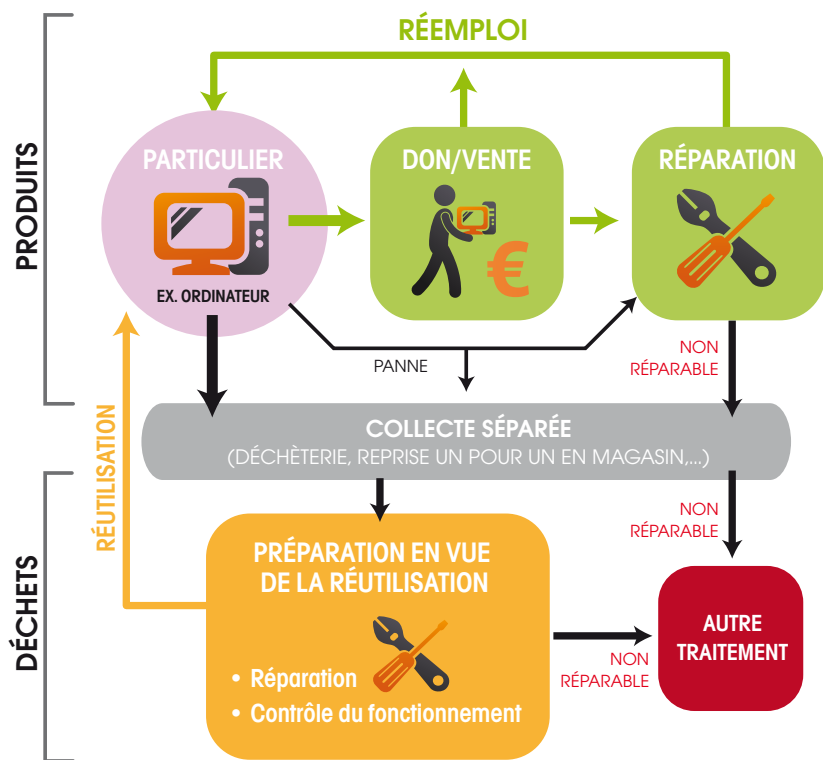 RÉEMPLOI
PRODUITS
PARTICULIER
EX. ORDINATEUR
DON/VENTE
€
RÉPARATION
PANNE
NON
RÉPARABLE
COLLECTE SÉPARÉE
(DÉCHÈTERIE, REPRISE UN POUR UN EN MAGASIN,...)
RÉUTILISATION
DÉCHETS
PRÉPARATION EN VUE
DE LA RÉUTILISATION
• Réparation
• Contrôle du fonctionnement
NON
RÉPARABLE
NON
RÉPARABLE
AUTRE
TRAITEMENT